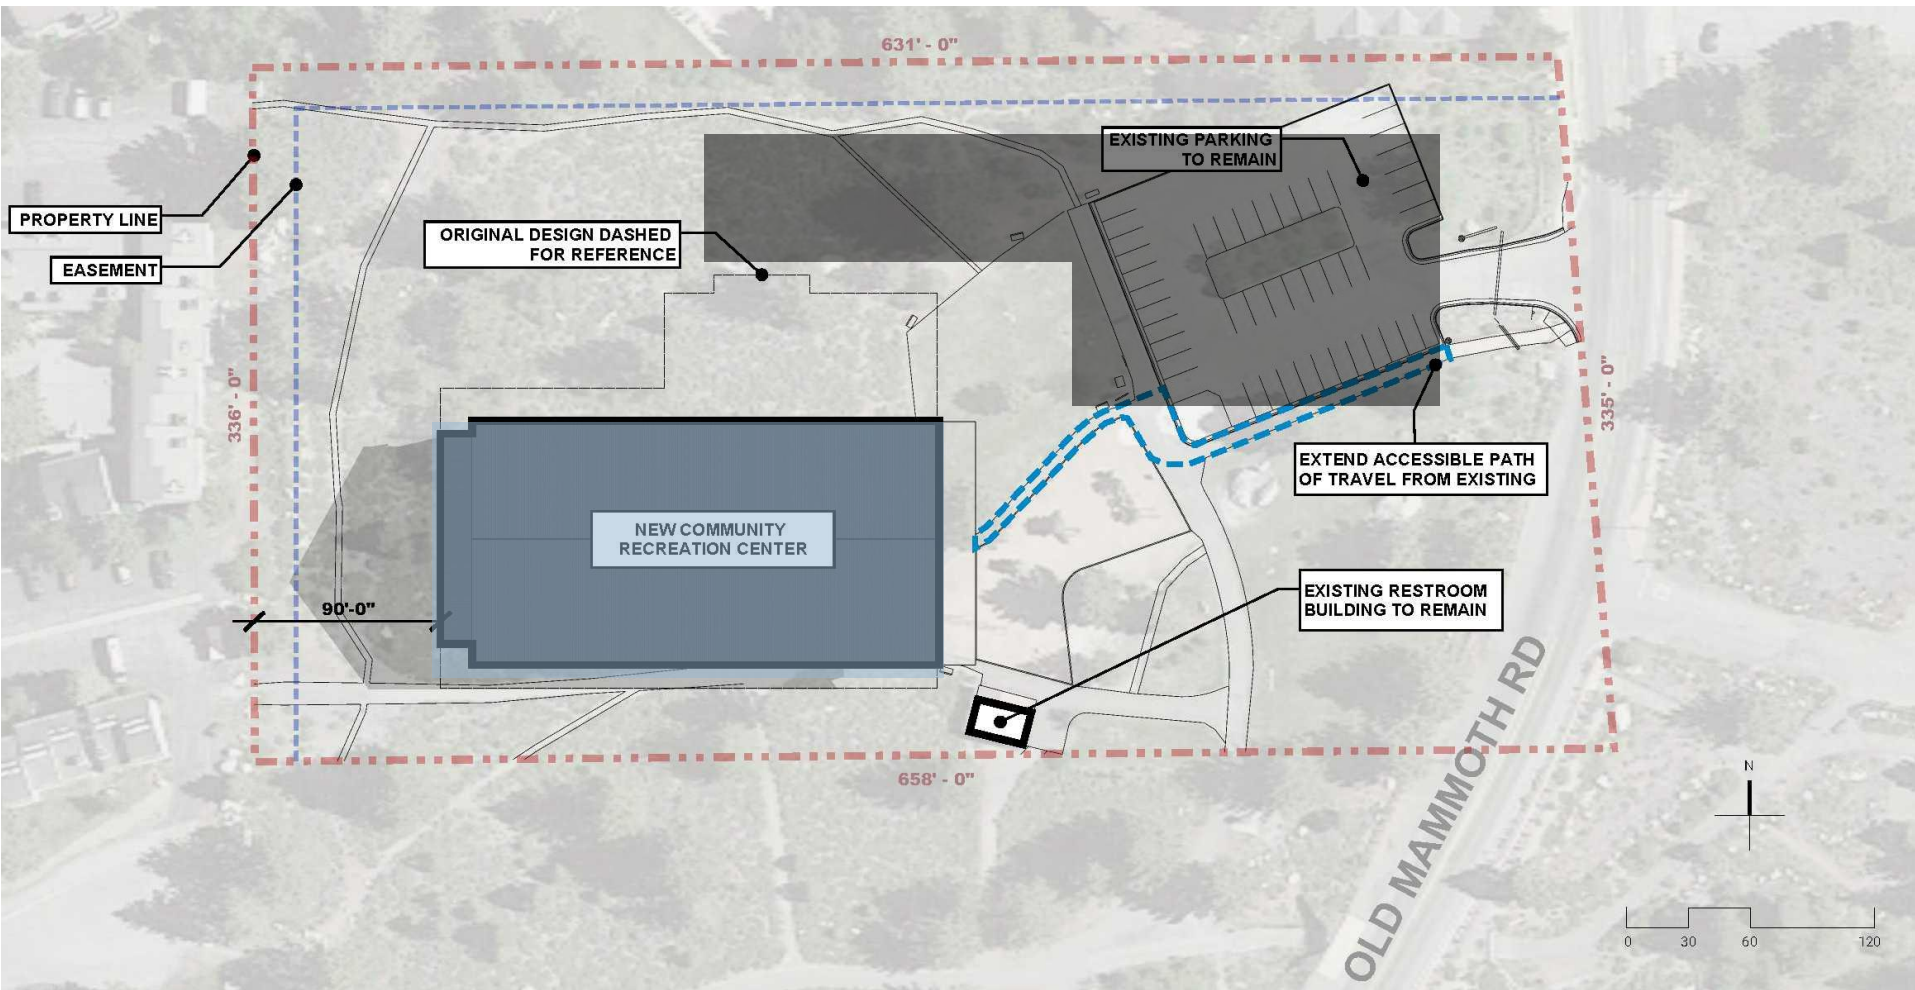 631' - 0"
EXISTING PARKING
TO REMAIN
PROPERTY LINE
ORIGINAL DESIGN DASHED
FOR REFERENCE
EASEMENT
336' - 0"
335' - 0"
EXTEND ACCESSIBLE PATH
OF TRAVEL FROM EXISTING
NEW COMMUNITY
RECREATION CENTER
90'-0"
EXISTING RESTROOM
BUILDING TO REMAIN
OLD MAMMOTH RD
658' - 0"
N
0 30 60 120